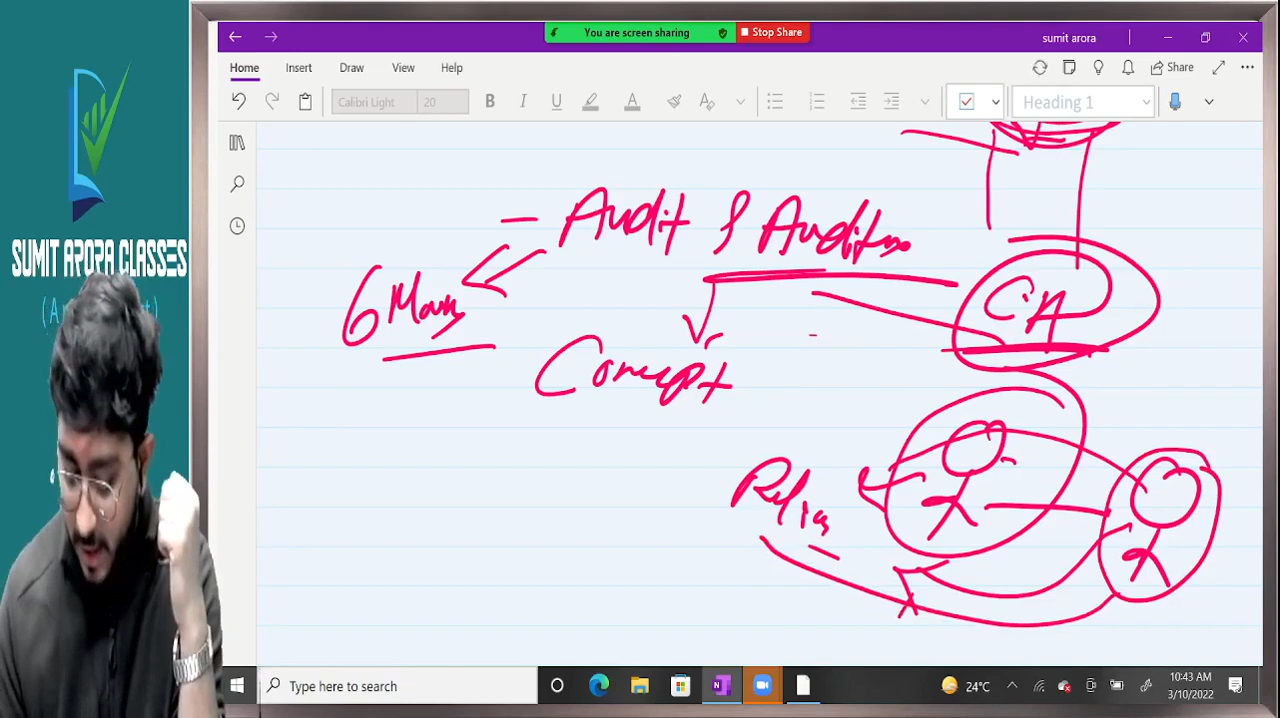 You are screen sharing
Stop Share
sumit arora
Home
Insert
Draw
View
Help
Share
Calibri Light
20
B
I
U
A
Heading 1
SUMIT ARORA CLASSES
- Audit & Auditors
CA
6 Marks
Concept
Type here to search
24°C
10:43 AM
3/10/2022